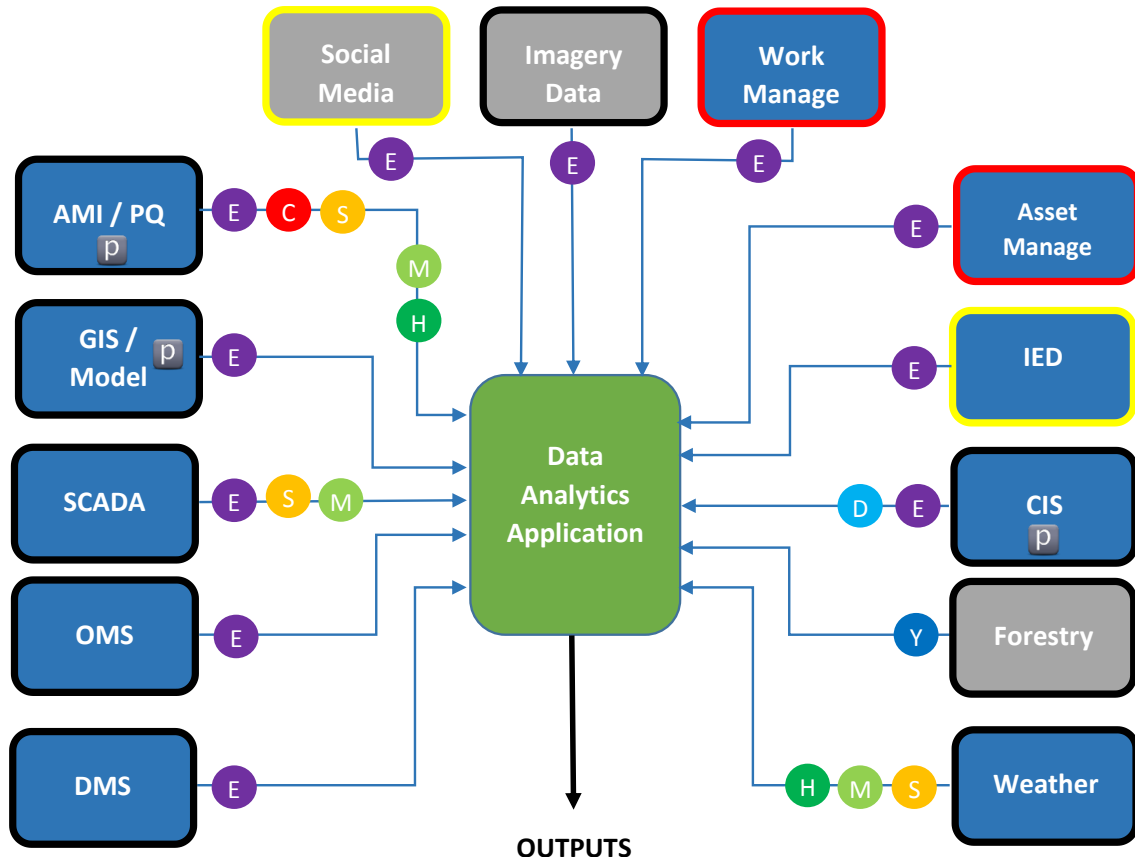 Social
Media
Imagery
Data
Work
Manage
E
E
E
AMI / PQ
p
E
C
S
M
H
Asset
Manage
E
GIS /
Model
p
E
IED
E
Data
Analytics
Application
SCADA
E
S
M
D
E
CIS
p
OMS
E
Y
Forestry
DMS
E
H
M
S
Weather
OUTPUTS